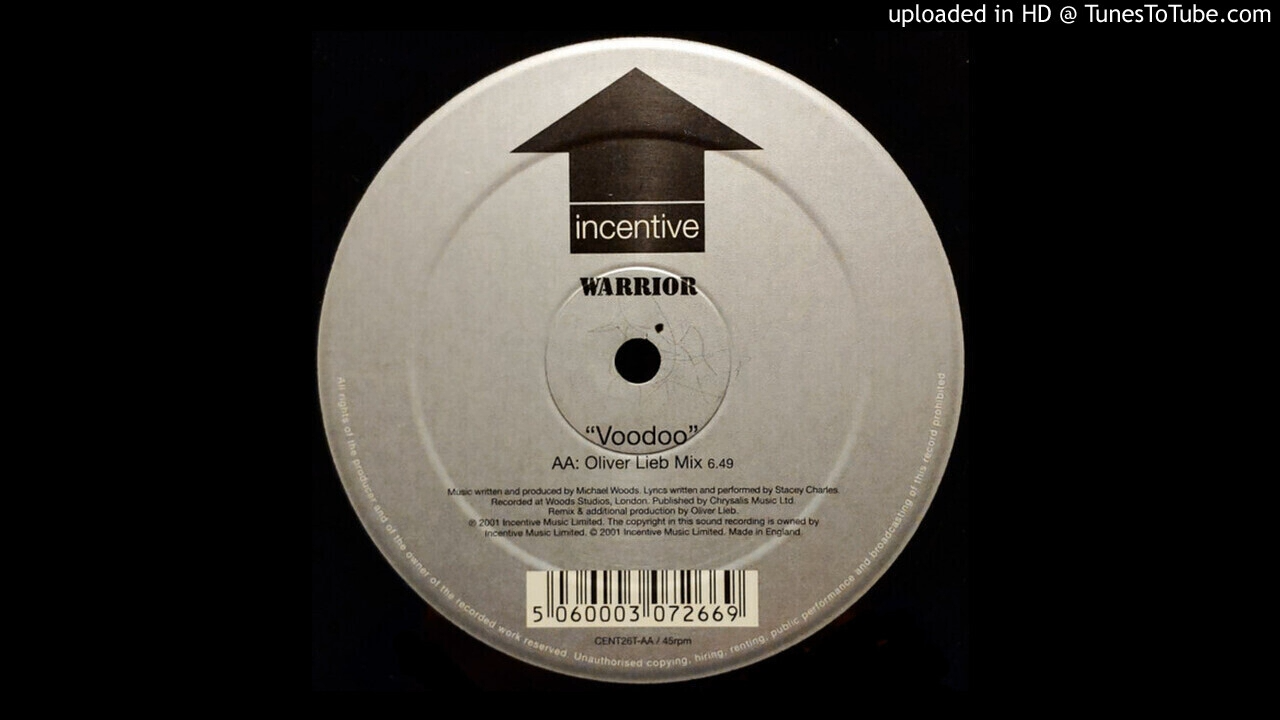 uploaded in HD @ TunesToTube.com
incentive
WARRIOR
“Voodoo”
AA: Oliver Lieb Mix 6.49
Music written and produced by Michael Woods. Lyrics written and performed by Stacey Charles.
Recorded at Woods Studios, London. Published by Chrysalis Music Ltd.
Remix & additional production by Oliver Lieb.
℗ 2001 Incentive Music Limited. The copyright in this sound recording is owned by
Incentive Music Limited. © 2001 Incentive Music Limited. Made in England.
5 060003 072669
CENT26T-AA / 45rpm
All rights of the producer and of the owner of the recorded work reserved. Unauthorised copying, hiring, renting, public performance and broadcasting of this record prohibited